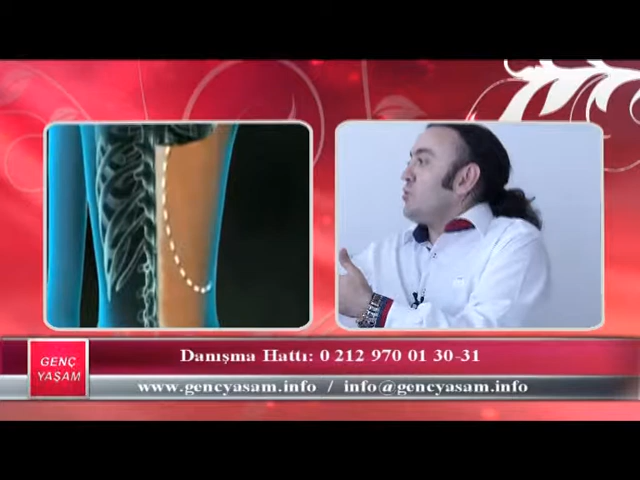 GENÇ
YAŞAM
Danışma Hattı: 0 212 970 01 30-31
www.gencyasam.info / info@gencyasam.info